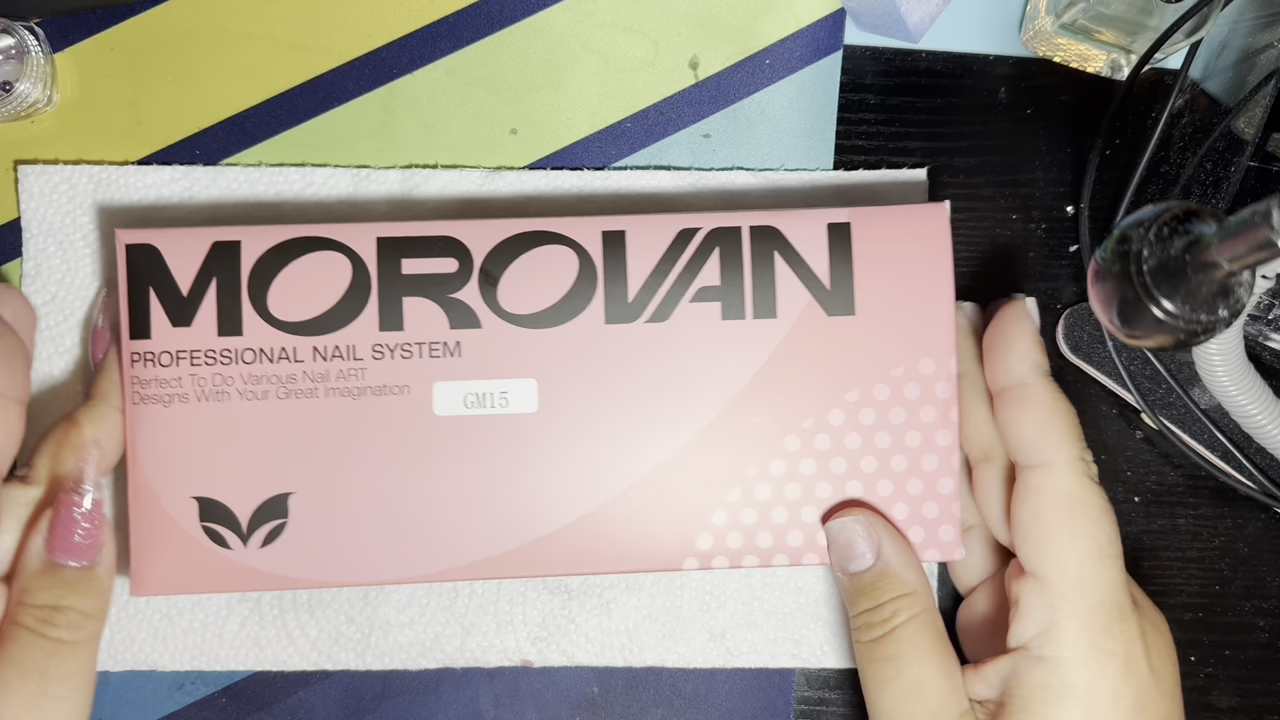 MOROVAN
PROFESSIONAL NAIL SYSTEM
Perfect To Do Various Nail ART
Designs With Your Great Imagination
GM15